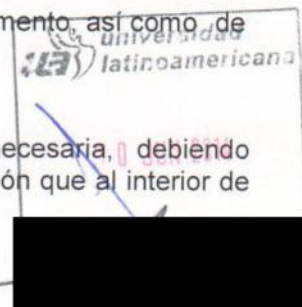 mento, así como de
universidad
latinoamericana
ecesaria, debiendo
ón que al interior de